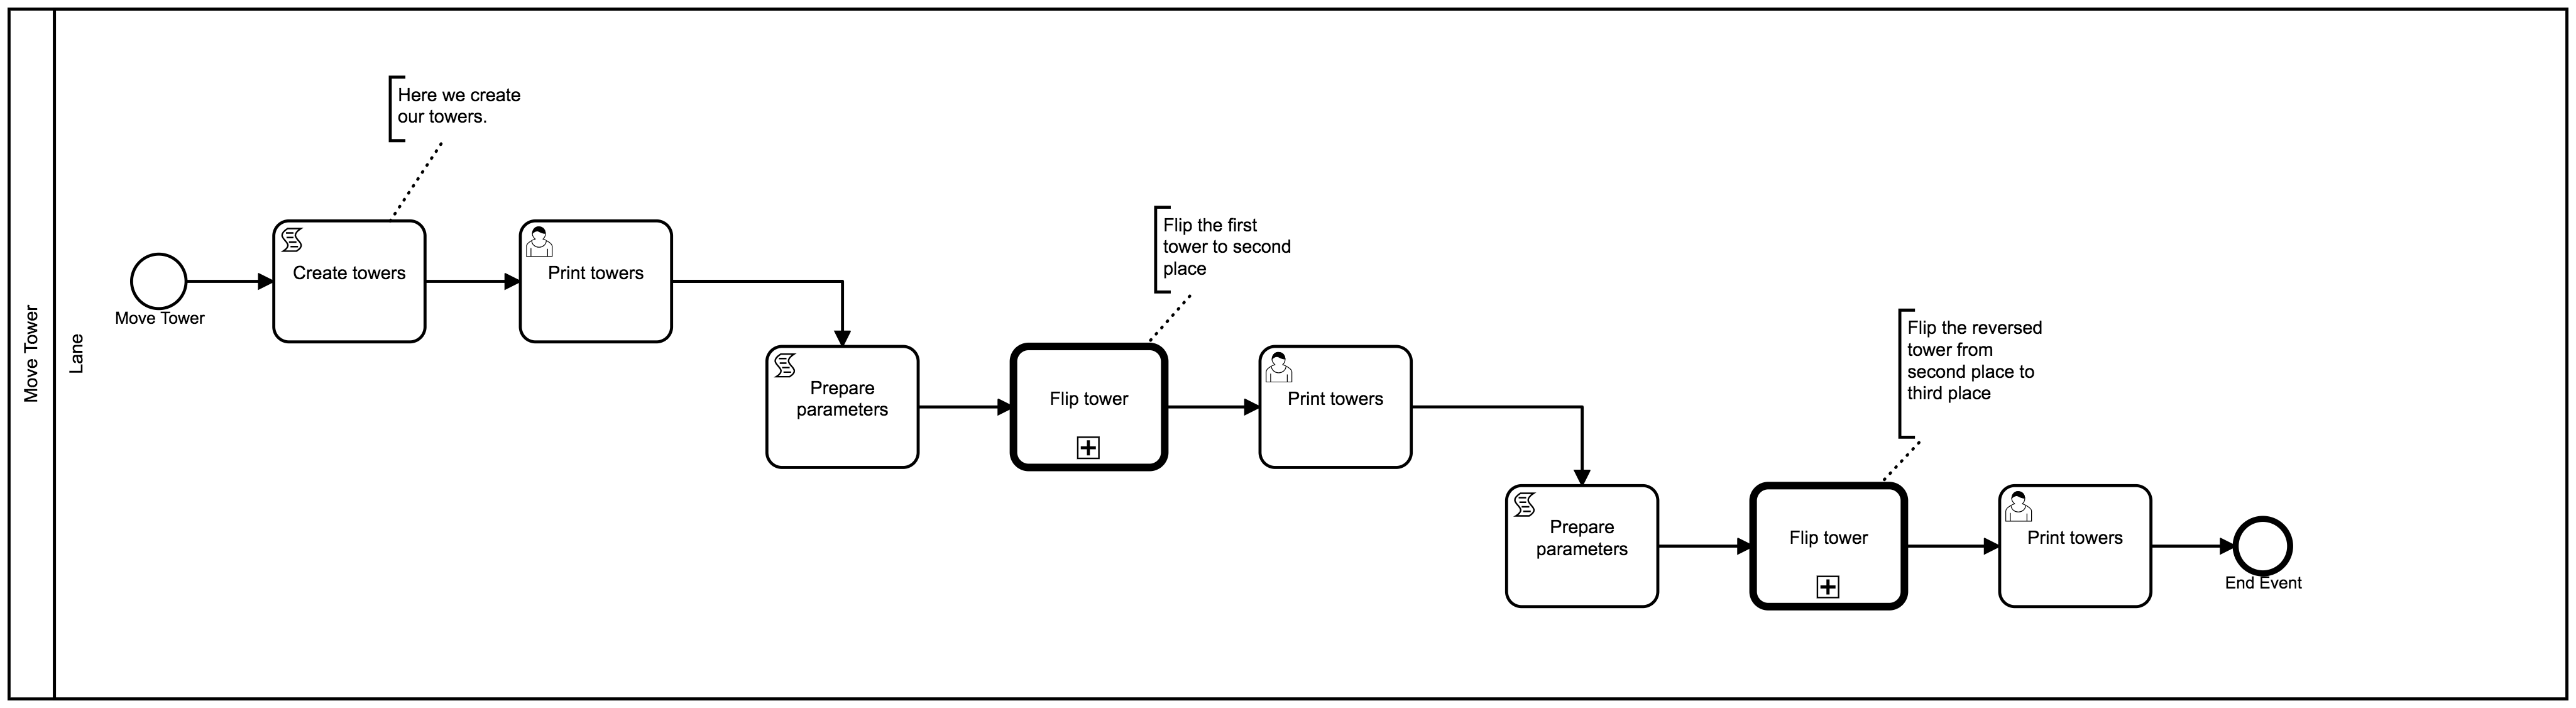 Move Tower
Lane
Here we create
our towers.
Move Tower
Create towers
Print towers
Flip the first
tower to second
place
Prepare
parameters
Flip tower
Print towers
Flip the reversed
tower from
second place to
third place
Prepare
parameters
Flip tower
Print towers
End Event